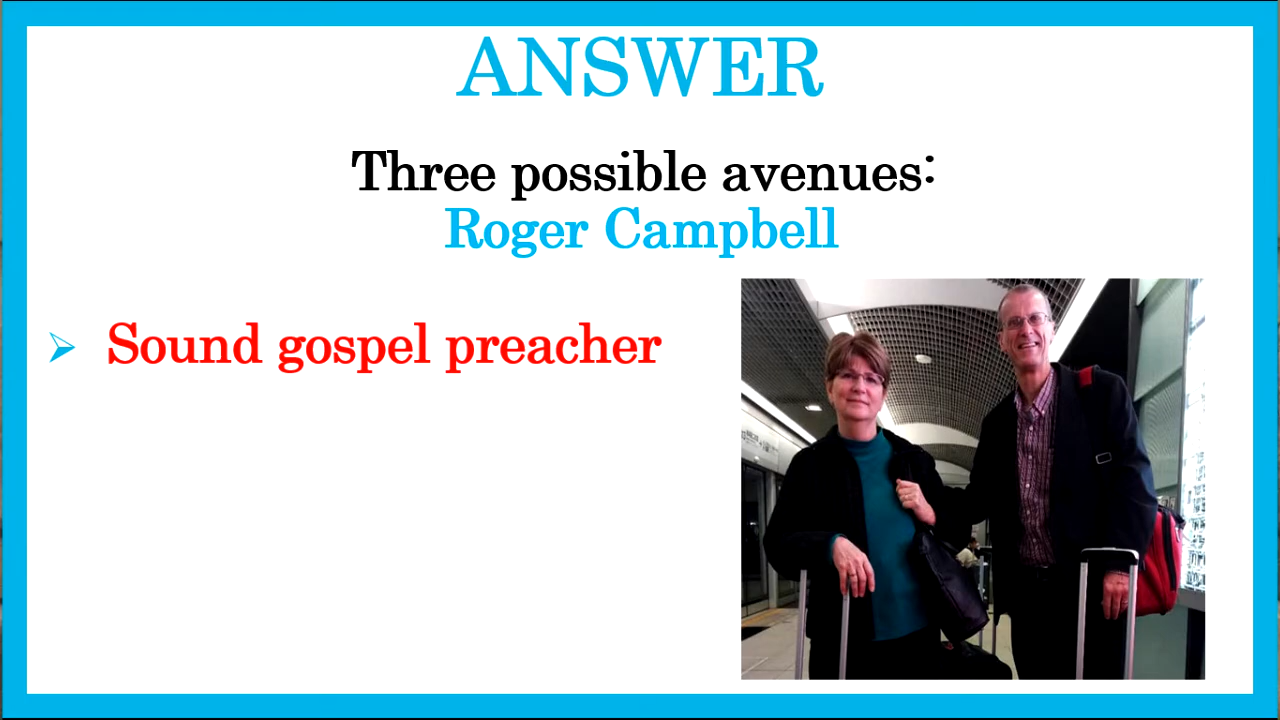 ANSWER
Three possible avenues:
Roger Campbell
Sound gospel preacher